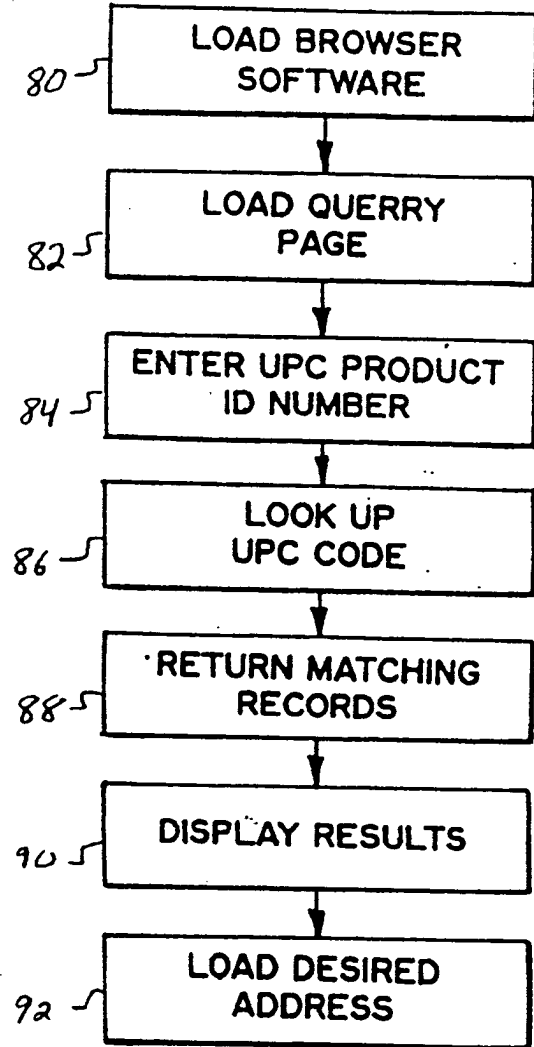 LOAD BROWSER
SOFTWARE
80
LOAD QUERRY
PAGE
82
ENTER UPC PRODUCT
ID NUMBER
84
LOOK UP
UPC CODE
86
RETURN MATCHING
RECORDS
88
DISPLAY RESULTS
90
LOAD DESIRED
ADDRESS
92